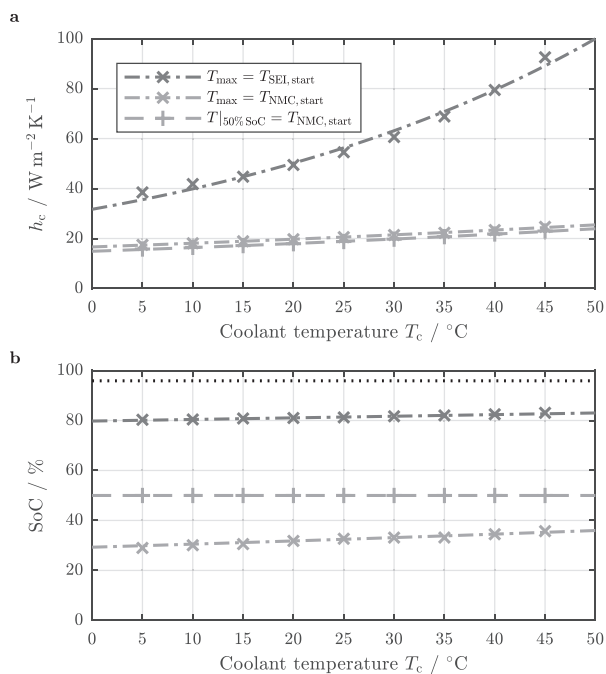 a
100
80
60
40
20
0
h_c / W m⁻² K⁻¹
T_max = T_SEI,start
T_max = T_NMC,start
T|_50% SoC = T_NMC,start
0 5 10 15 20 25 30 35 40 45 50
Coolant temperature T_c / °C
b
100
80
60
40
20
0
SoC / %
0 5 10 15 20 25 30 35 40 45 50
Coolant temperature T_c / °C